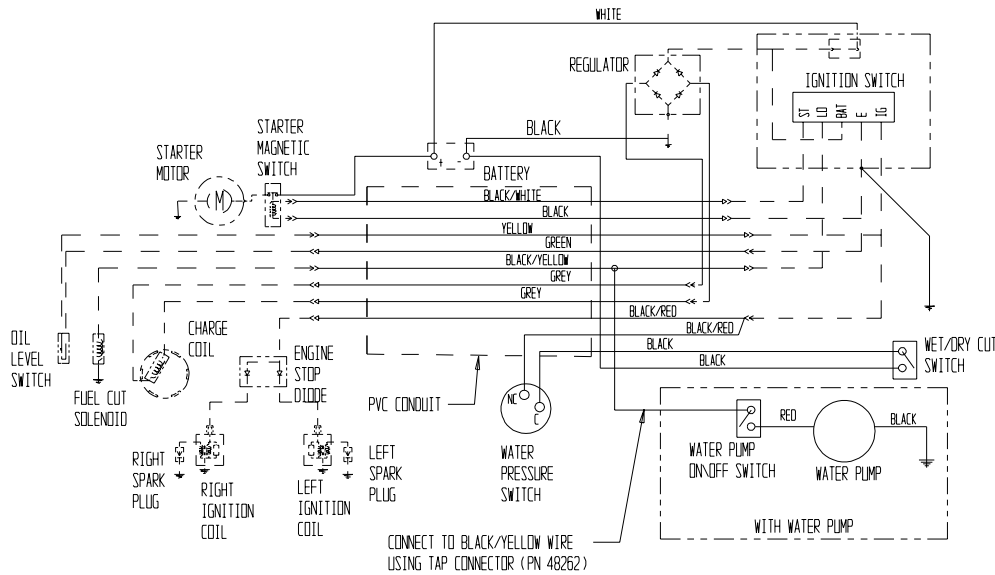 WHITE
REGULATOR
IGNITION SWITCH
ST
LO
BAT
E
IG
BLACK
STARTER
MAGNETIC
SWITCH
STARTER
MOTOR
M
+ -
BATTERY
BLACK/WHITE
BLACK
YELLOW
GREEN
BLACK/YELLOW
GREY
GREY
BLACK/RED
BLACK/RED
BLACK
BLACK
OIL
LEVEL
SWITCH
CHARGE
COIL
ENGINE
STOP
DIODE
FUEL CUT
SOLENOID
PVC CONDUIT
NC
C
WET/DRY CUT
SWITCH
RED
BLACK
WATER PUMP
ON\OFF SWITCH
WATER PUMP
WATER
PRESSURE
SWITCH
RIGHT
SPARK
PLUG
RIGHT
IGNITION
COIL
LEFT
IGNITION
COIL
LEFT
SPARK
PLUG
WITH WATER PUMP
CONNECT TO BLACK/YELLOW WIRE
USING TAP CONNECTOR (PN 48262)